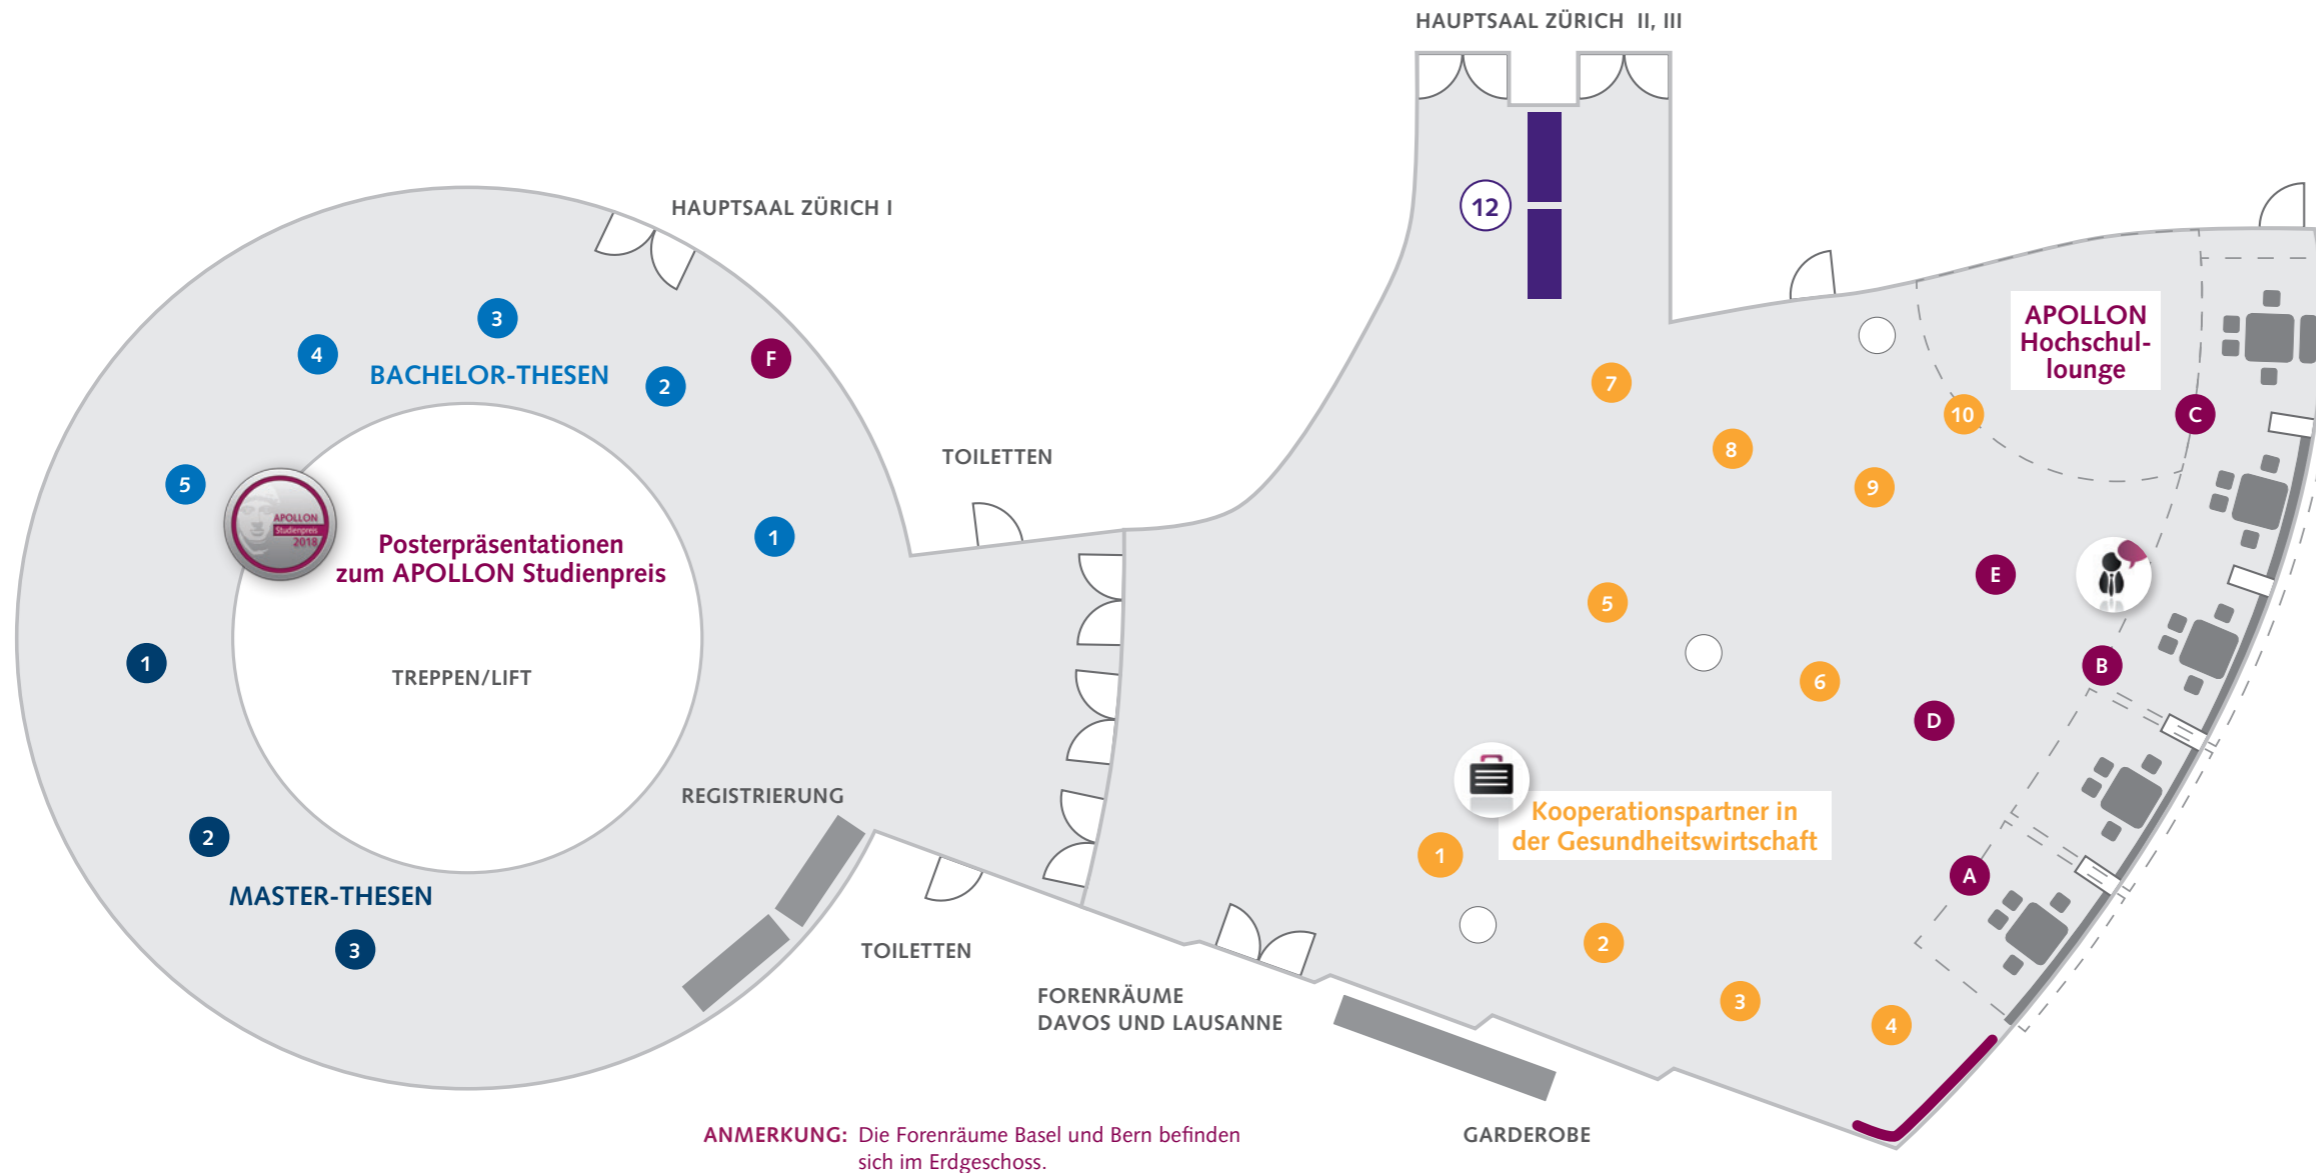 HAUPTSAAL ZÜRICH II, III
12
HAUPTSAAL ZÜRICH I
3
4
BACHELOR-THESEN
2
F
5
1
APOLLON
Studienpreis
2018
Posterpräsentationen
zum APOLLON Studienpreis
TREPPEN/LIFT
1
2
MASTER-THESEN
3
REGISTRIERUNG
TOILETTEN
TOILETTEN
APOLLON
Hochschul-
lounge
7
8
10
C
9
E
5
B
6
D
Kooperationspartner in
der Gesundheitswirtschaft
1
A
2
3
4
FORENRÄUME
DAVOS UND LAUSANNE
GARDEROBE
ANMERKUNG: Die Forenräume Basel und Bern befinden
sich im Erdgeschoss.